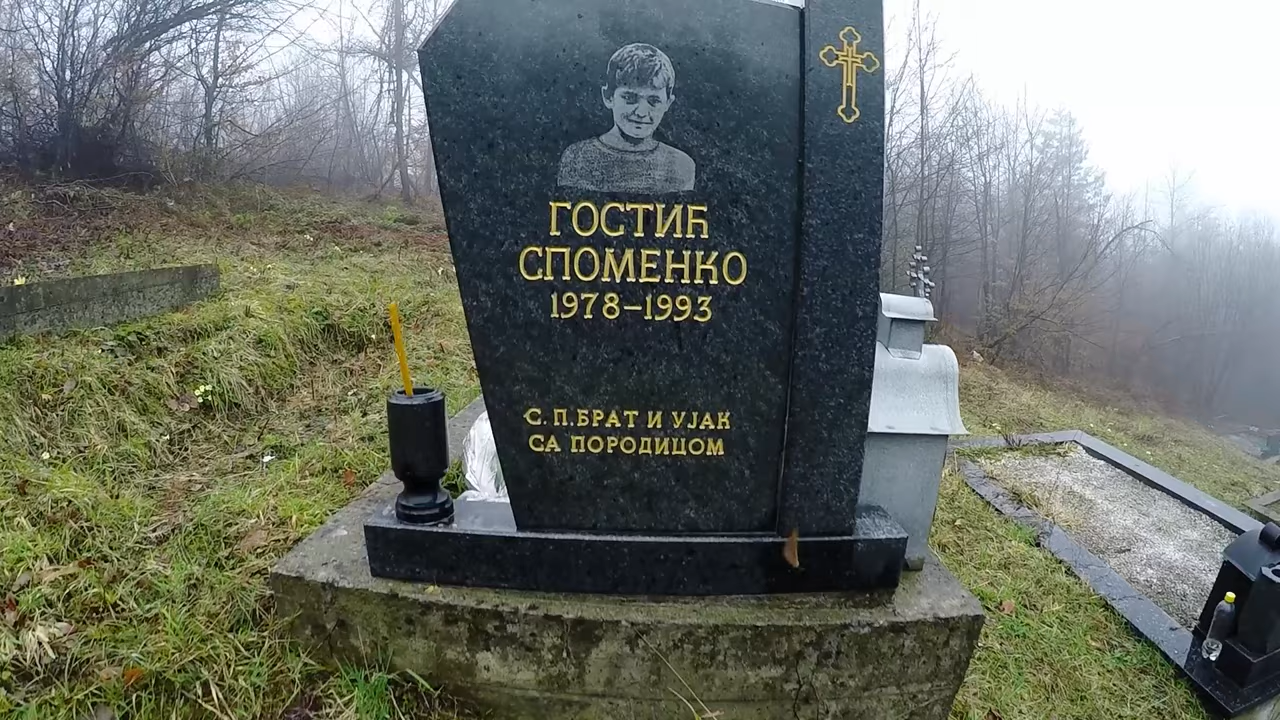 ГОСТИЋ
СПОМЕНКО
1978–1993
С. П. БРАТ И УЈАК
СА ПОРОДИЦОМ